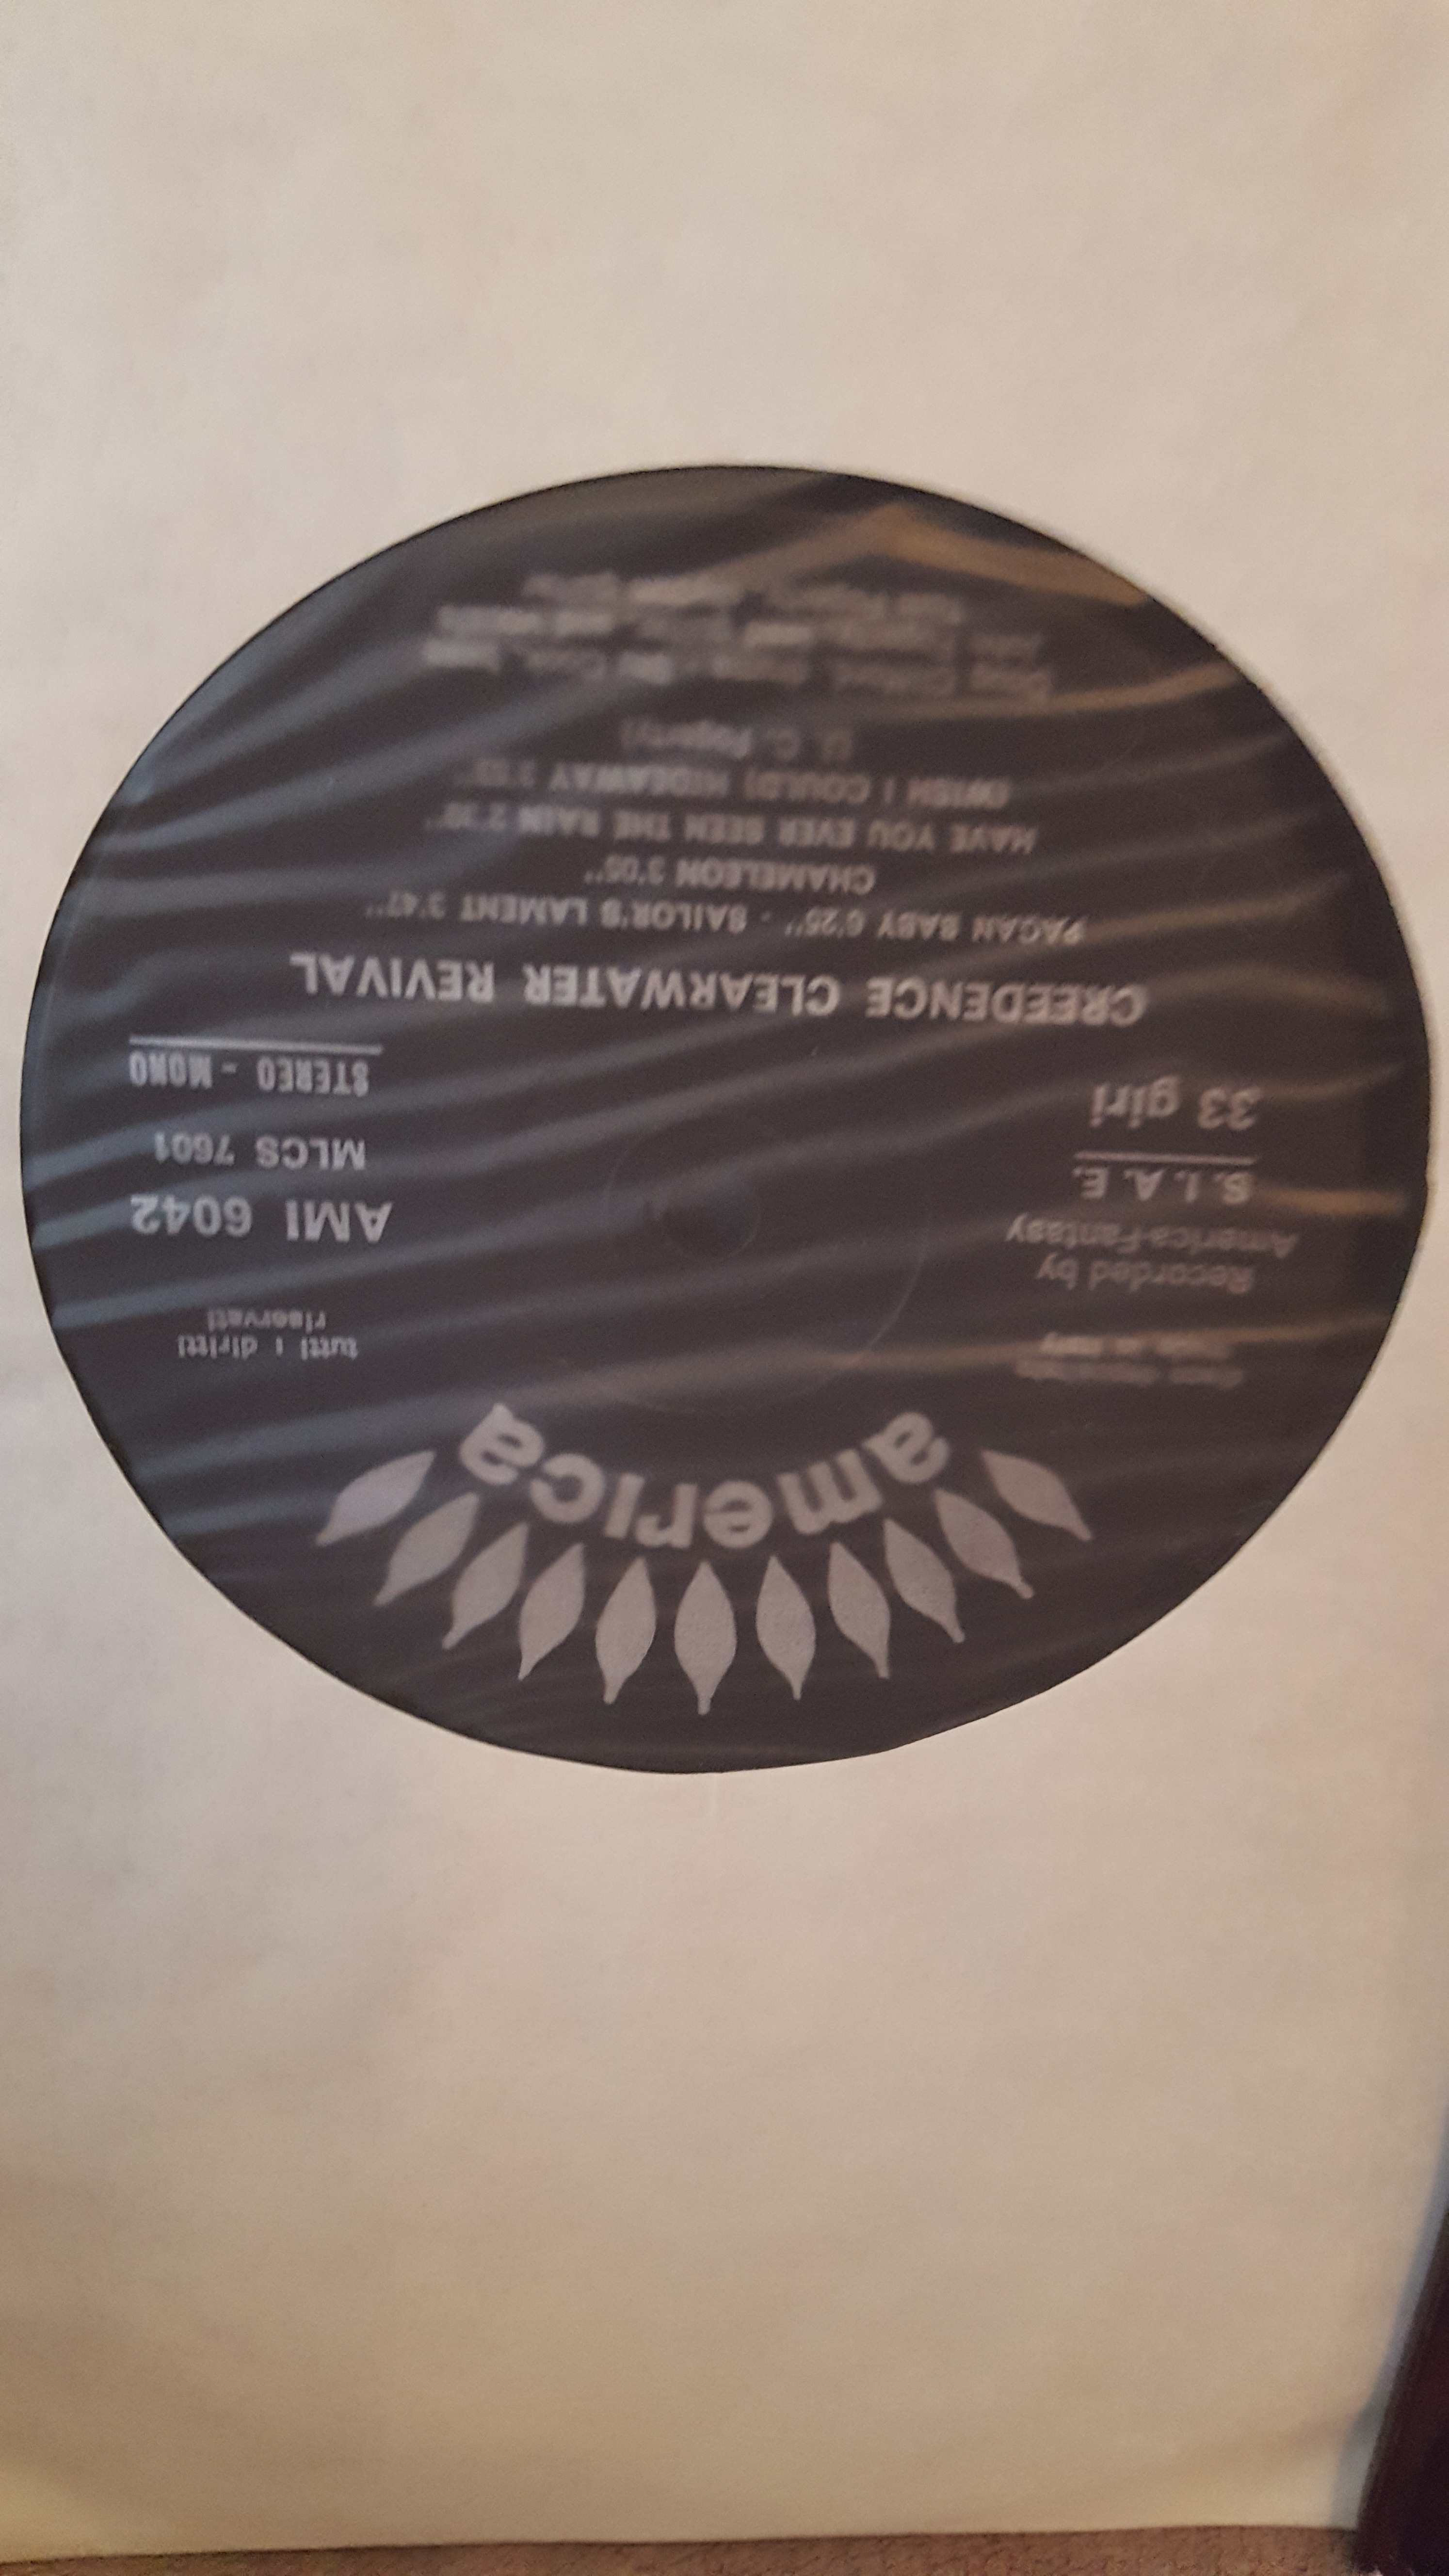 america
tutti i diritti
riservati
Recorded by
America-Fantasy
AMI 6042
S.I.A.E.
MLCS 7601
33 giri
STEREO - MONO
CREEDENCE CLEARWATER REVIVAL
PAGAN BABY 6'25'' - SAILOR'S LAMENT 3'47''
CHAMELEON 3'05''
HAVE YOU EVER SEEN THE RAIN
(WISH I COULD) HIDEAWAY
(J. C. Fogerty)